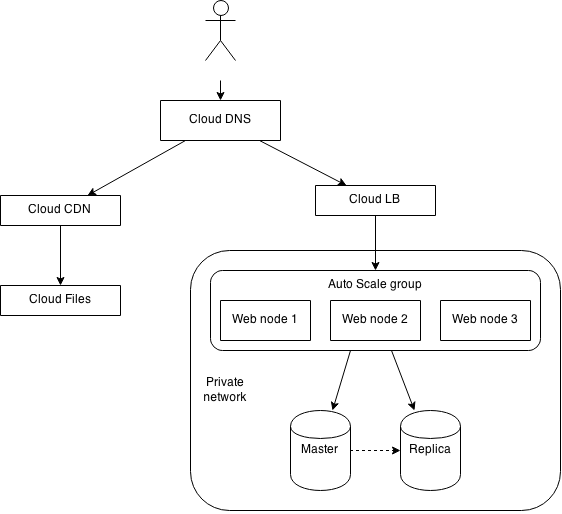 Cloud DNS
Cloud CDN
Cloud LB
Cloud Files
Auto Scale group
Web node 1
Web node 2
Web node 3
Private
network
Master
Replica